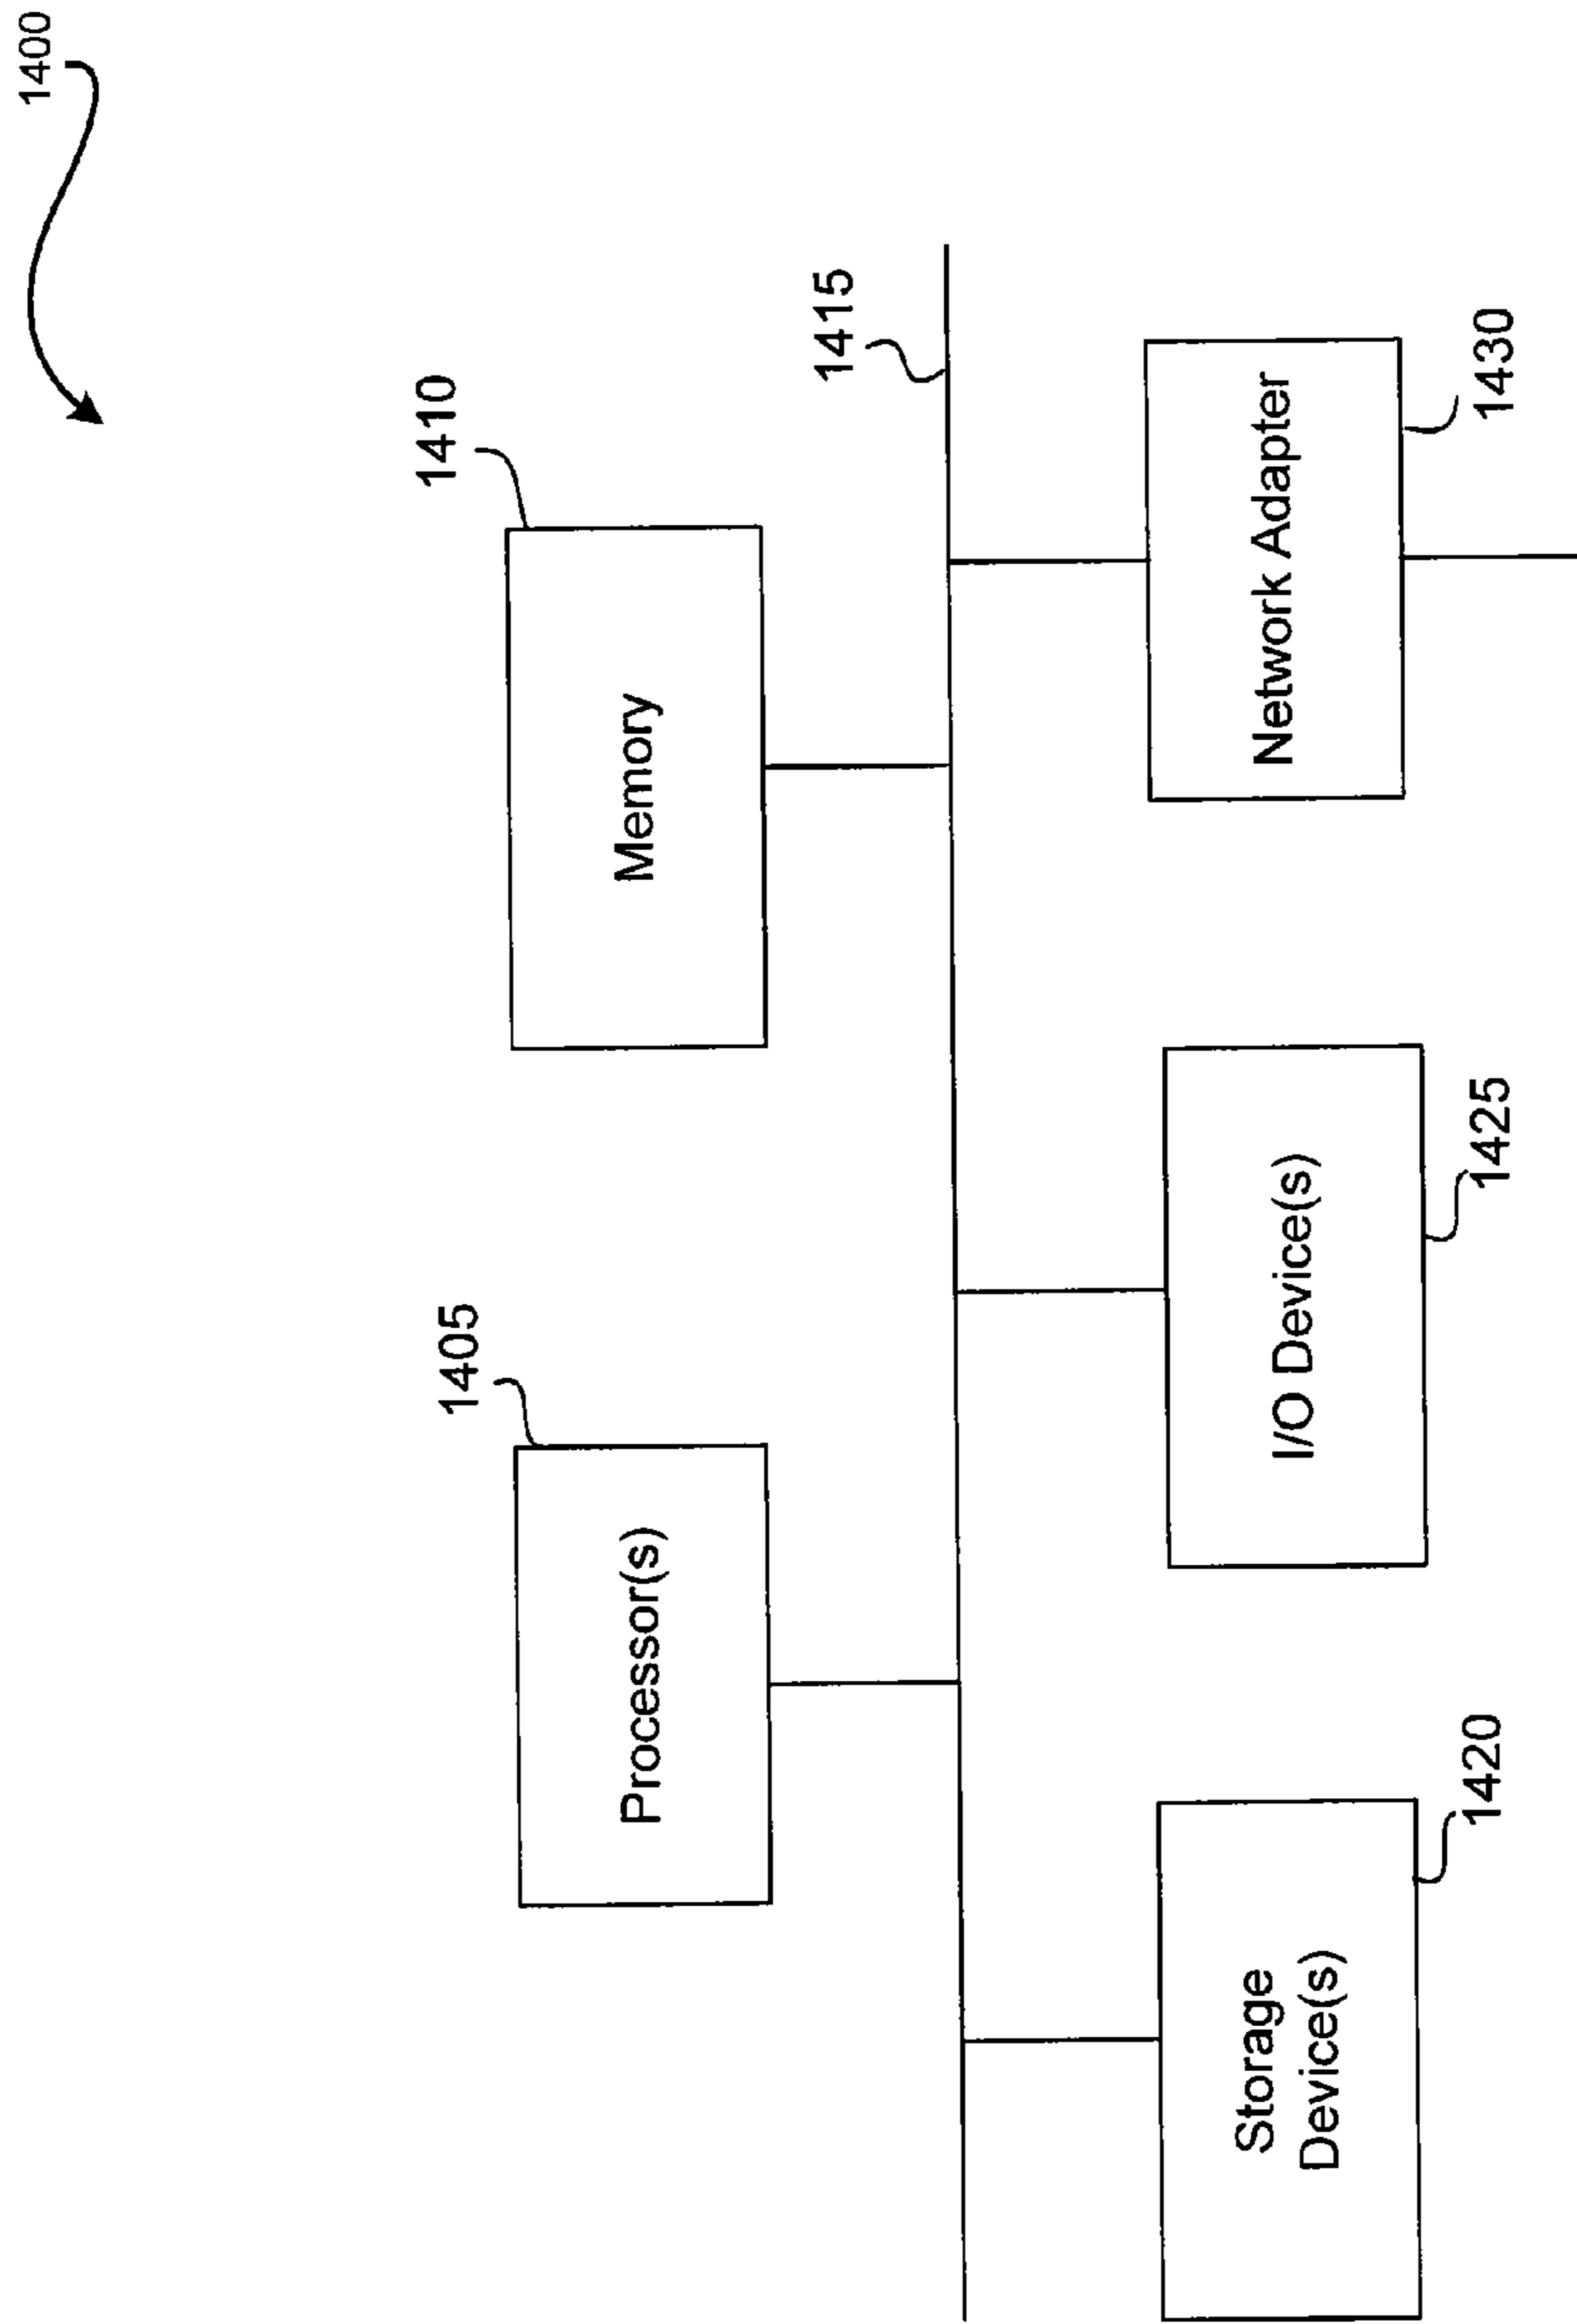 1400
1405
1410
Processor(s)
Memory
1415
Storage
Device(s)
I/O Device(s)
Network Adapter
1420
1425
1430